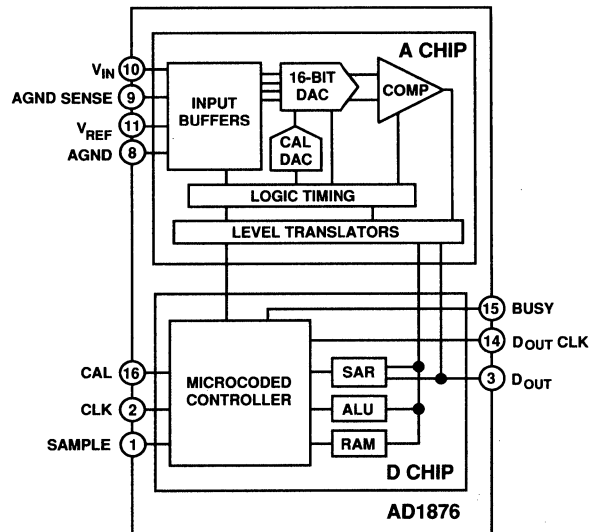 A CHIP
VIN 10
AGND SENSE 9
VREF 11
AGND 8
INPUT
BUFFERS
16-BIT
DAC
COMP
CAL
DAC
LOGIC TIMING
LEVEL TRANSLATORS
15 BUSY
14 DOUT CLK
3 DOUT
CAL 16
CLK 2
SAMPLE 1
MICROCODED
CONTROLLER
SAR
ALU
RAM
D CHIP
AD1876